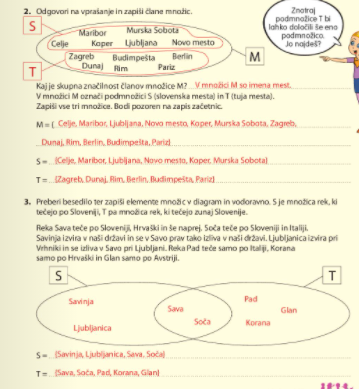 2. Odgovori na vprašanje in zapiši člane množic.
Znotraj
podmnožice T bi
lahko določili še eno
podmnožico.
Jo najdeš?
S
Maribor Murska Sobota
Celje Koper Ljubljana Novo mesto
Zagreb Budimpešta Berlin
Dunaj Rim Pariz
M
T
Kaj je skupna značilnost članov množice M? V množici M so imena mest.
V množici M označi podmnožici S (slovenska mesta) in T (tuja mesta).
Zapiši vse tri množice. Bodi pozoren na zapis začetnic.
M = { Celje, Maribor, Ljubljana, Novo mesto, Koper, Murska Sobota, Zagreb,
Dunaj, Rim, Berlin, Budimpešta, Pariz}
S = {Celje, Maribor, Ljubljana, Novo mesto, Koper, Murska Sobota}
T = {Zagreb, Dunaj, Rim, Berlin, Budimpešta, Pariz}
3. Preberi besedilo ter zapiši elemente množic v diagram in vodoravno. S je množica rek, ki
tečejo po Sloveniji, T pa množica rek, ki tečejo zunaj Slovenije.
Reka Sava teče po Sloveniji, Hrvaški in še naprej. Soča teče po Sloveniji in Italiji.
Savinja izvira v naši državi in se v Savo prav tako izliva v naši državi. Ljubljanica izvira pri
Vrhniki in se izliva v Savo pri Ljubljani. Reka Pad teče samo po Italiji, Korana
samo po Hrvaški in Glan samo po Avstriji.
S T
Savinja
Ljubljanica
Sava
Soča
Pad
Glan
Korana
S = {Savinja, Ljubljanica, Sava, Soča}
T = {Sava, Soča, Pad, Korana, Glan}